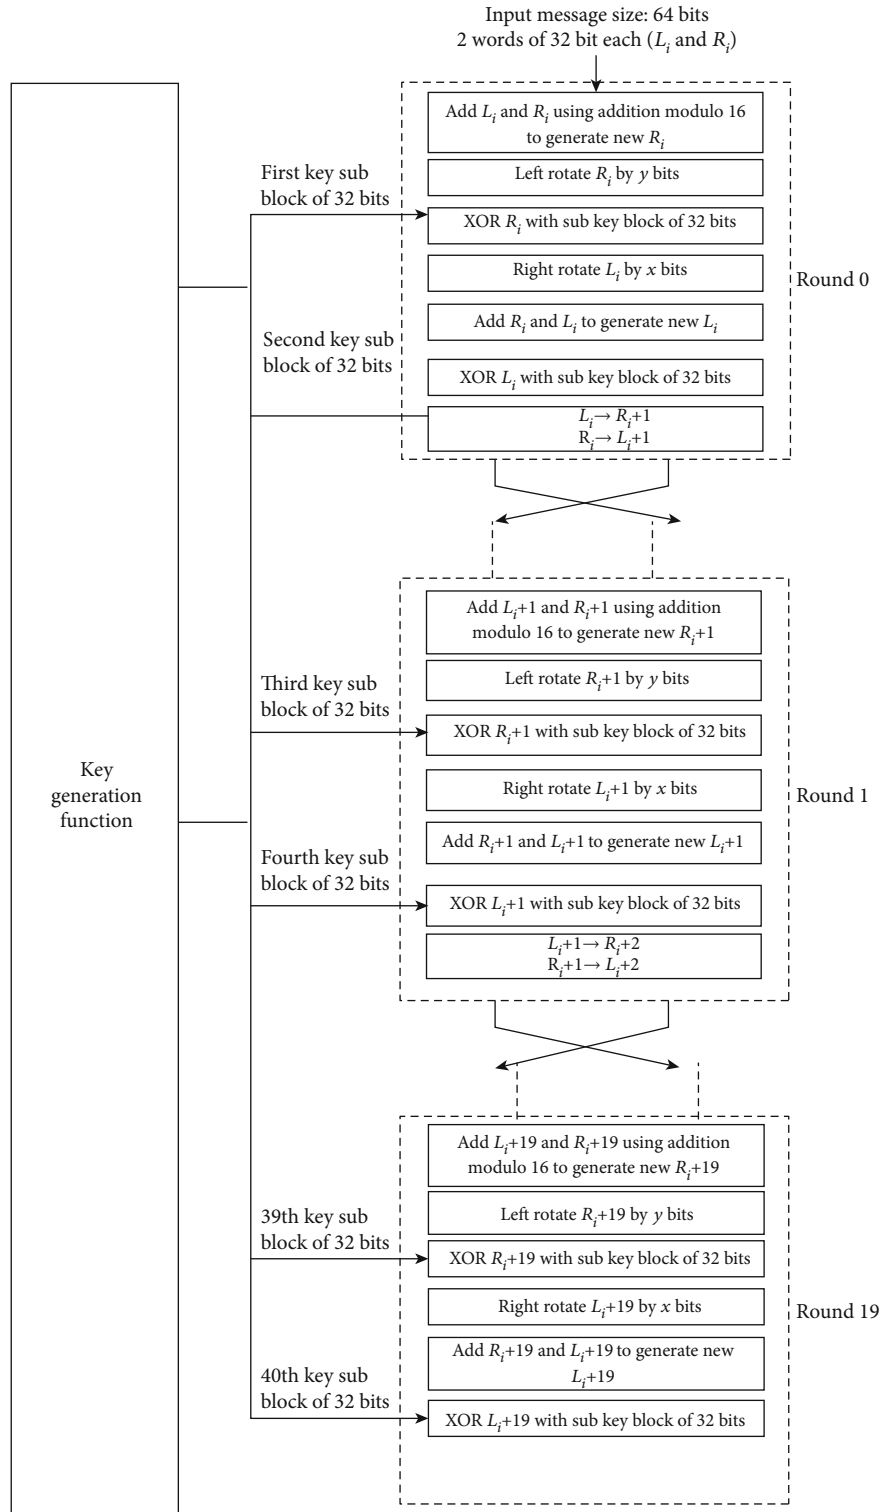 Input message size: 64 bits
2 words of 32 bit each (L_i and R_i)
Add L_i and R_i using addition modulo 16
to generate new R_i
Left rotate R_i by y bits
First key sub
block of 32 bits
XOR R_i with sub key block of 32 bits
Right rotate L_i by x bits
Round 0
Add R_i and L_i to generate new L_i
Second key sub
block of 32 bits
XOR L_i with sub key block of 32 bits
L_i→ R_i+1
R_i→ L_i+1
Add L_i+1 and R_i+1 using addition
modulo 16 to generate new R_i+1
Left rotate R_i+1 by y bits
Third key sub
block of 32 bits
XOR R_i+1 with sub key block of 32 bits
Key
generation
function
Right rotate L_i+1 by x bits
Round 1
Add R_i+1 and L_i+1 to generate new L_i+1
Fourth key sub
block of 32 bits
XOR L_i+1 with sub key block of 32 bits
L_i+1→ R_i+2
R_i+1→ L_i+2
Add L_i+19 and R_i+19 using addition
modulo 16 to generate new R_i+19
Left rotate R_i+19 by y bits
39th key sub
block of 32 bits
XOR R_i+19 with sub key block of 32 bits
Right rotate L_i+19 by x bits
Round 19
Add R_i+19 and L_i+19 to generate new
L_i+19
40th key sub
block of 32 bits
XOR L_i+19 with sub key block of 32 bits